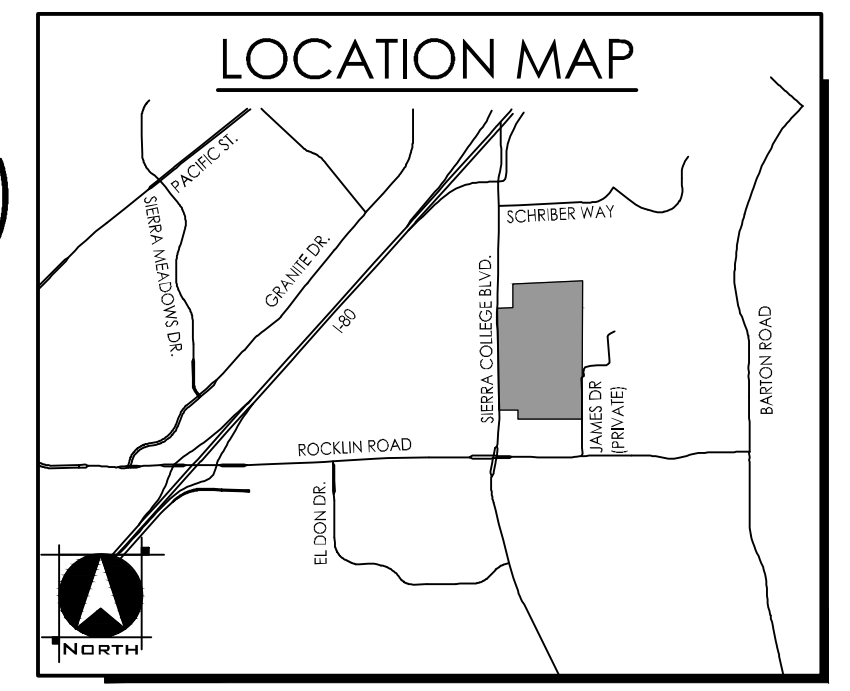 LOCATION MAP
PACIFIC ST.
SIERRA MEADOWS DR.
GRANITE DR.
I-80
SCHRIBER WAY
SIERRA COLLEGE BLVD.
BARTON ROAD
JAMES DR
(PRIVATE)
ROCKLIN ROAD
EL DON DR.
NORTH